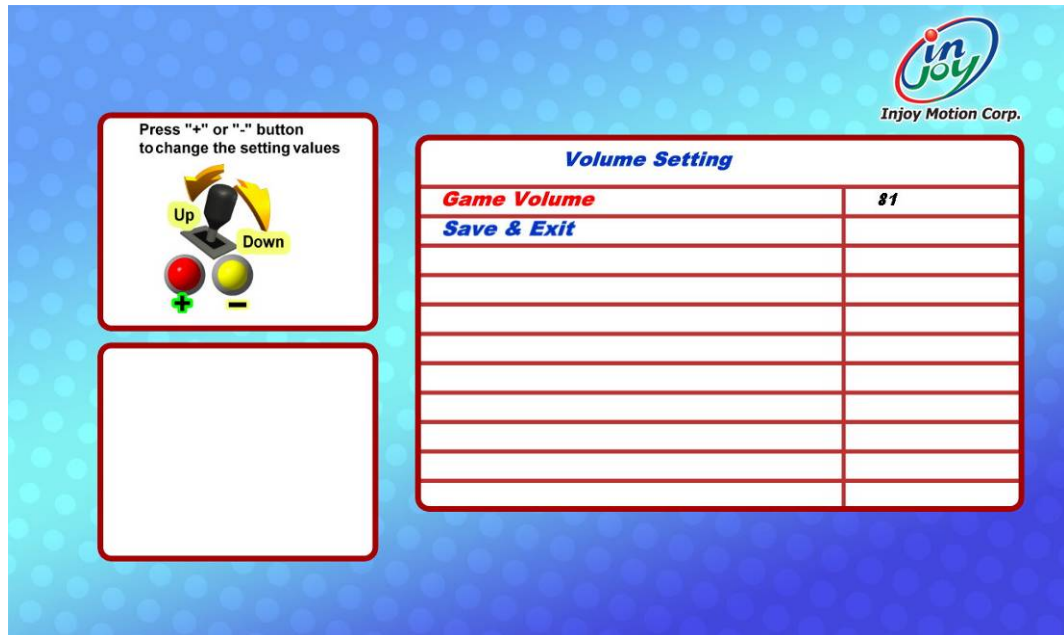 in
joy
Injoy Motion Corp.
Press "+" or "-" button
to change the setting values
Up
Down
+
-
Volume Setting
Game Volume 81
Save & Exit